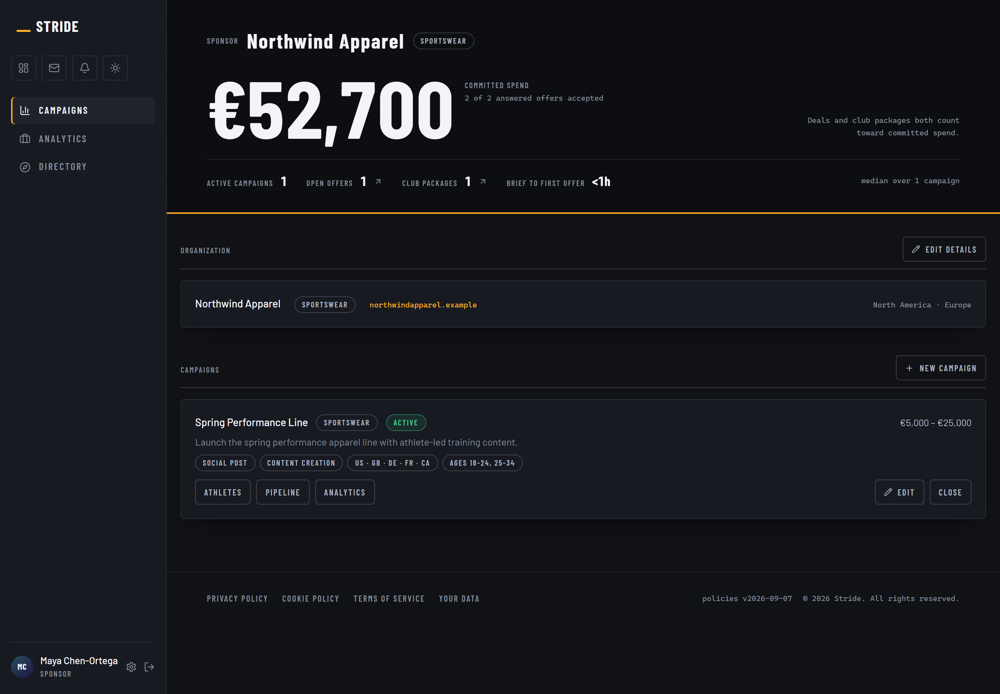 STRIDE
CAMPAIGNS
ANALYTICS
DIRECTORY
MC
Maya Chen-Ortega
SPONSOR
SPONSOR Northwind Apparel SPORTSWEAR
€52,700
COMMITTED SPEND
2 of 2 answered offers accepted
Deals and club packages both count
toward committed spend.
ACTIVE CAMPAIGNS 1 OPEN OFFERS 1 CLUB PACKAGES 1 BRIEF TO FIRST OFFER <1h median over 1 campaign
ORGANIZATION EDIT DETAILS
Northwind Apparel SPORTSWEAR northwindapparel.example North America · Europe
CAMPAIGNS NEW CAMPAIGN
Spring Performance Line SPORTSWEAR ACTIVE €5,000 – €25,000
Launch the spring performance apparel line with athlete-led training content.
SOCIAL POST CONTENT CREATION US · GB · DE · FR · CA AGES 18-24, 25-34
ATHLETES PIPELINE ANALYTICS EDIT CLOSE
PRIVACY POLICY COOKIE POLICY TERMS OF SERVICE YOUR DATA policies v2026-09-07 © 2026 Stride. All rights reserved.